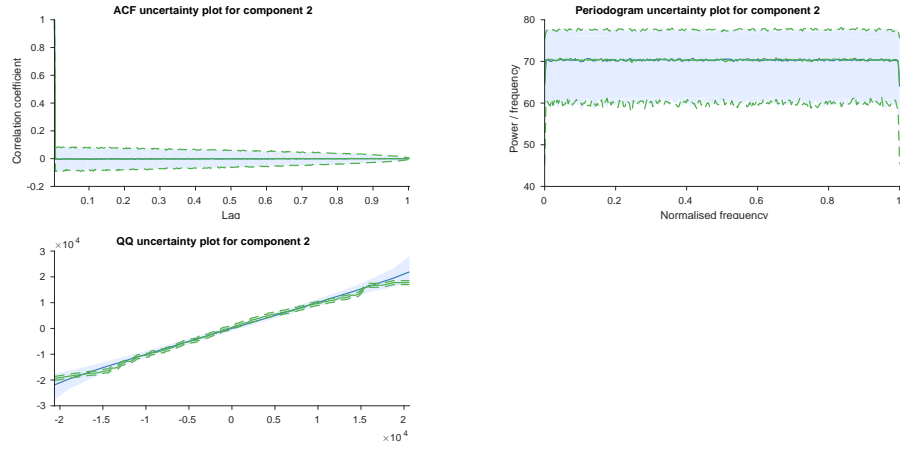 ACF uncertainty plot for component 2
1
0.8
0.6
0.4
0.2
0
-0.2
Correlation coefficient
0.1 0.2 0.3 0.4 0.5 0.6 0.7 0.8 0.9 1
Lag
Periodogram uncertainty plot for component 2
80
70
60
50
40
Power / frequency
0 0.2 0.4 0.6 0.8 1
Normalised frequency
QQ uncertainty plot for component 2
×10 4
3
2
1
0
-1
-2
-3
-2 -1.5 -1 -0.5 0 0.5 1 1.5 2
×10 4